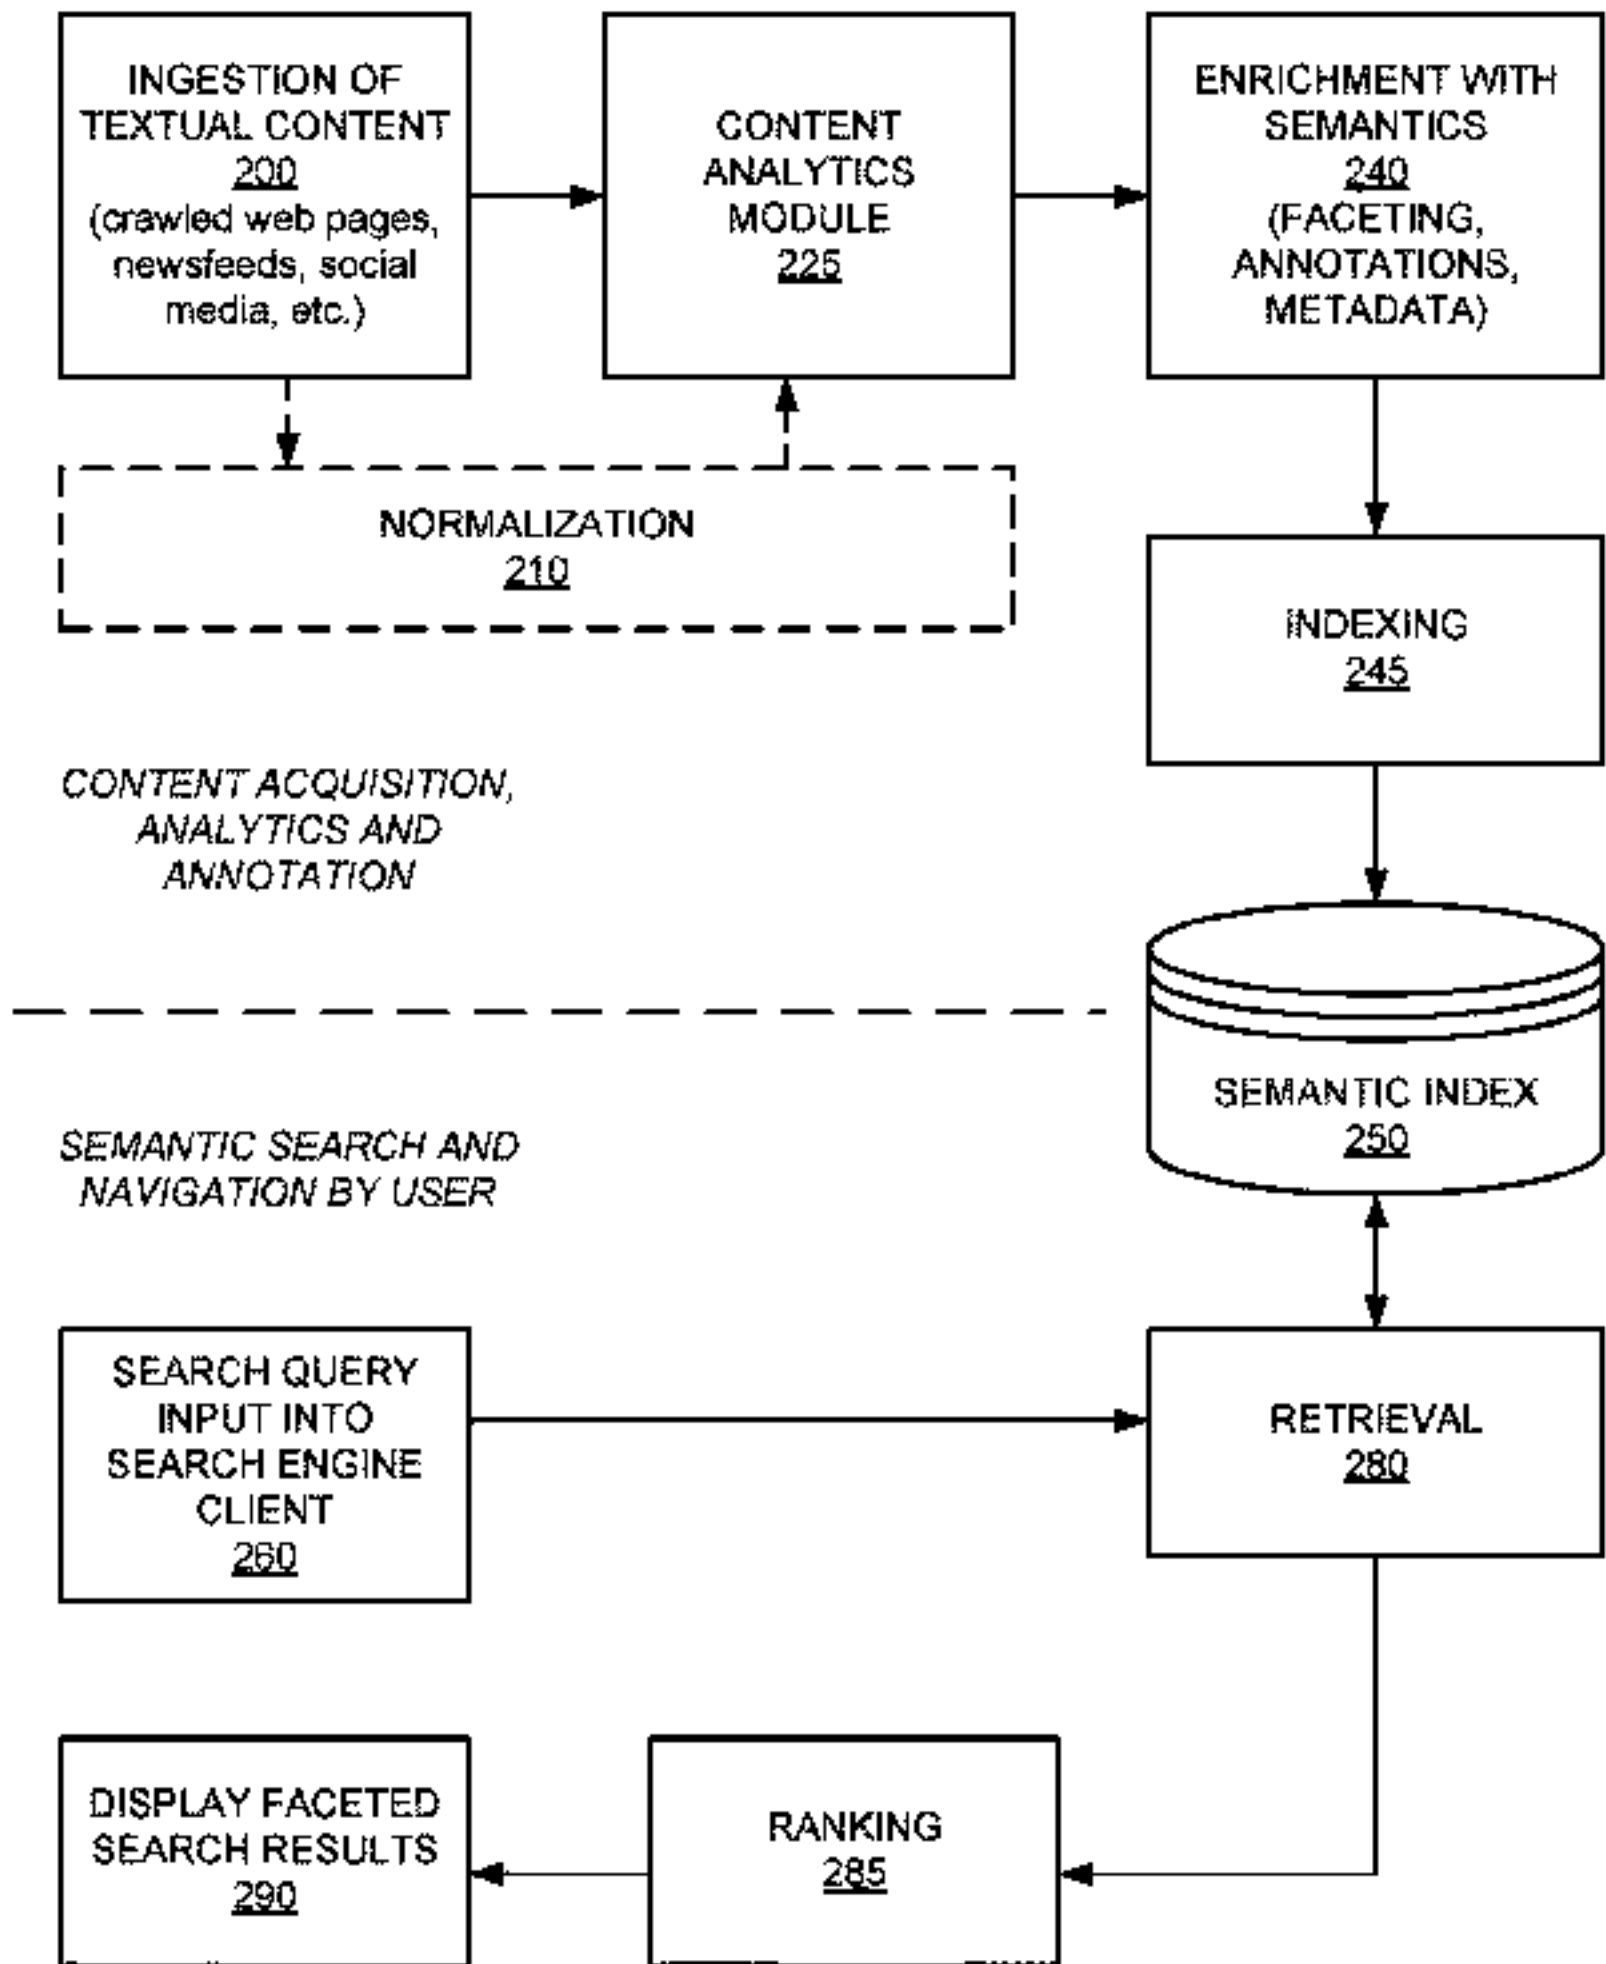 INGESTION OF
TEXTUAL CONTENT
200
(crawled web pages,
newsfeeds, social
media, etc.)
CONTENT
ANALYTICS
MODULE
225
ENRICHMENT WITH
SEMANTICS
240
(FACETING,
ANNOTATIONS,
METADATA)
NORMALIZATION
210
INDEXING
245
CONTENT ACQUISITION,
ANALYTICS AND
ANNOTATION
SEMANTIC INDEX
250
SEMANTIC SEARCH AND
NAVIGATION BY USER
SEARCH QUERY
INPUT INTO
SEARCH ENGINE
CLIENT
260
RETRIEVAL
280
DISPLAY FACETED
SEARCH RESULTS
290
RANKING
285